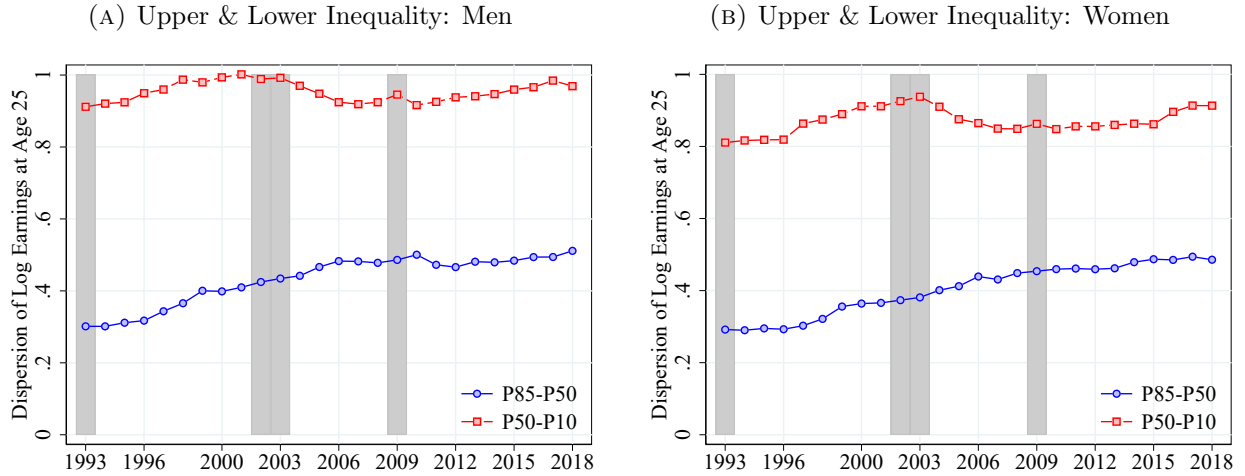 (A) Upper & Lower Inequality: Men
Dispersion of Log Earnings at Age 25
1
.8
.6
.4
.2
0
P85-P50
P50-P10
1993 1996 2000 2003 2006 2009 2012 2015 2018
(B) Upper & Lower Inequality: Women
Dispersion of Log Earnings at Age 25
1
.8
.6
.4
.2
0
P85-P50
P50-P10
1993 1996 2000 2003 2006 2009 2012 2015 2018